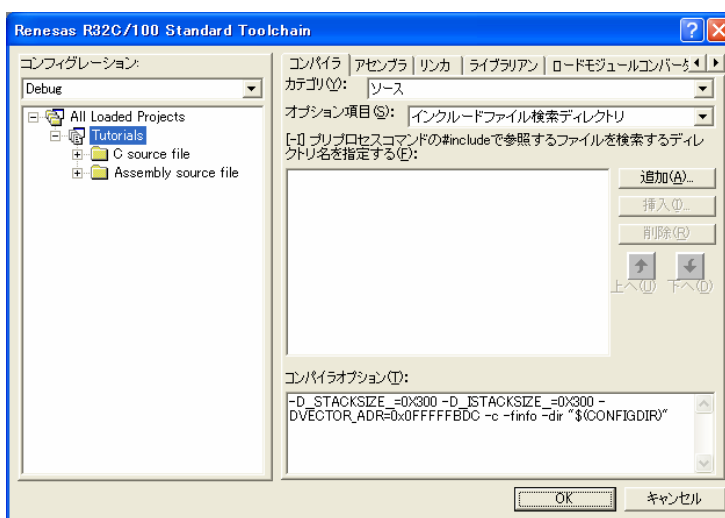 Renesas R32C/100 Standard Toolchain
コンフィグレーション:
Debug
All Loaded Projects
Tutorials
C source file
Assembly source file
コンパイラ アセンブラ リンカ ライブラリアン ロードモジュールコンバータ
カテゴリ(Y):
ソース
オプション項目(S):
インクルードファイル検索ディレクトリ
[-I] プリプロセスコマンドの#includeで参照するファイルを検索するディレ
クトリ名を指定する(F):
追加(A)...
挿入(I)...
削除(R)
上へ(U) 下へ(D)
コンパイラオプション(T):
-D_STACKSIZE_=0X300 -D_ISTACKSIZE_=0X300 -
DVECTOR_ADR=0x0FFFFFBDC -c -finfo -dir "$(CONFIGDIR)"
OK キャンセル